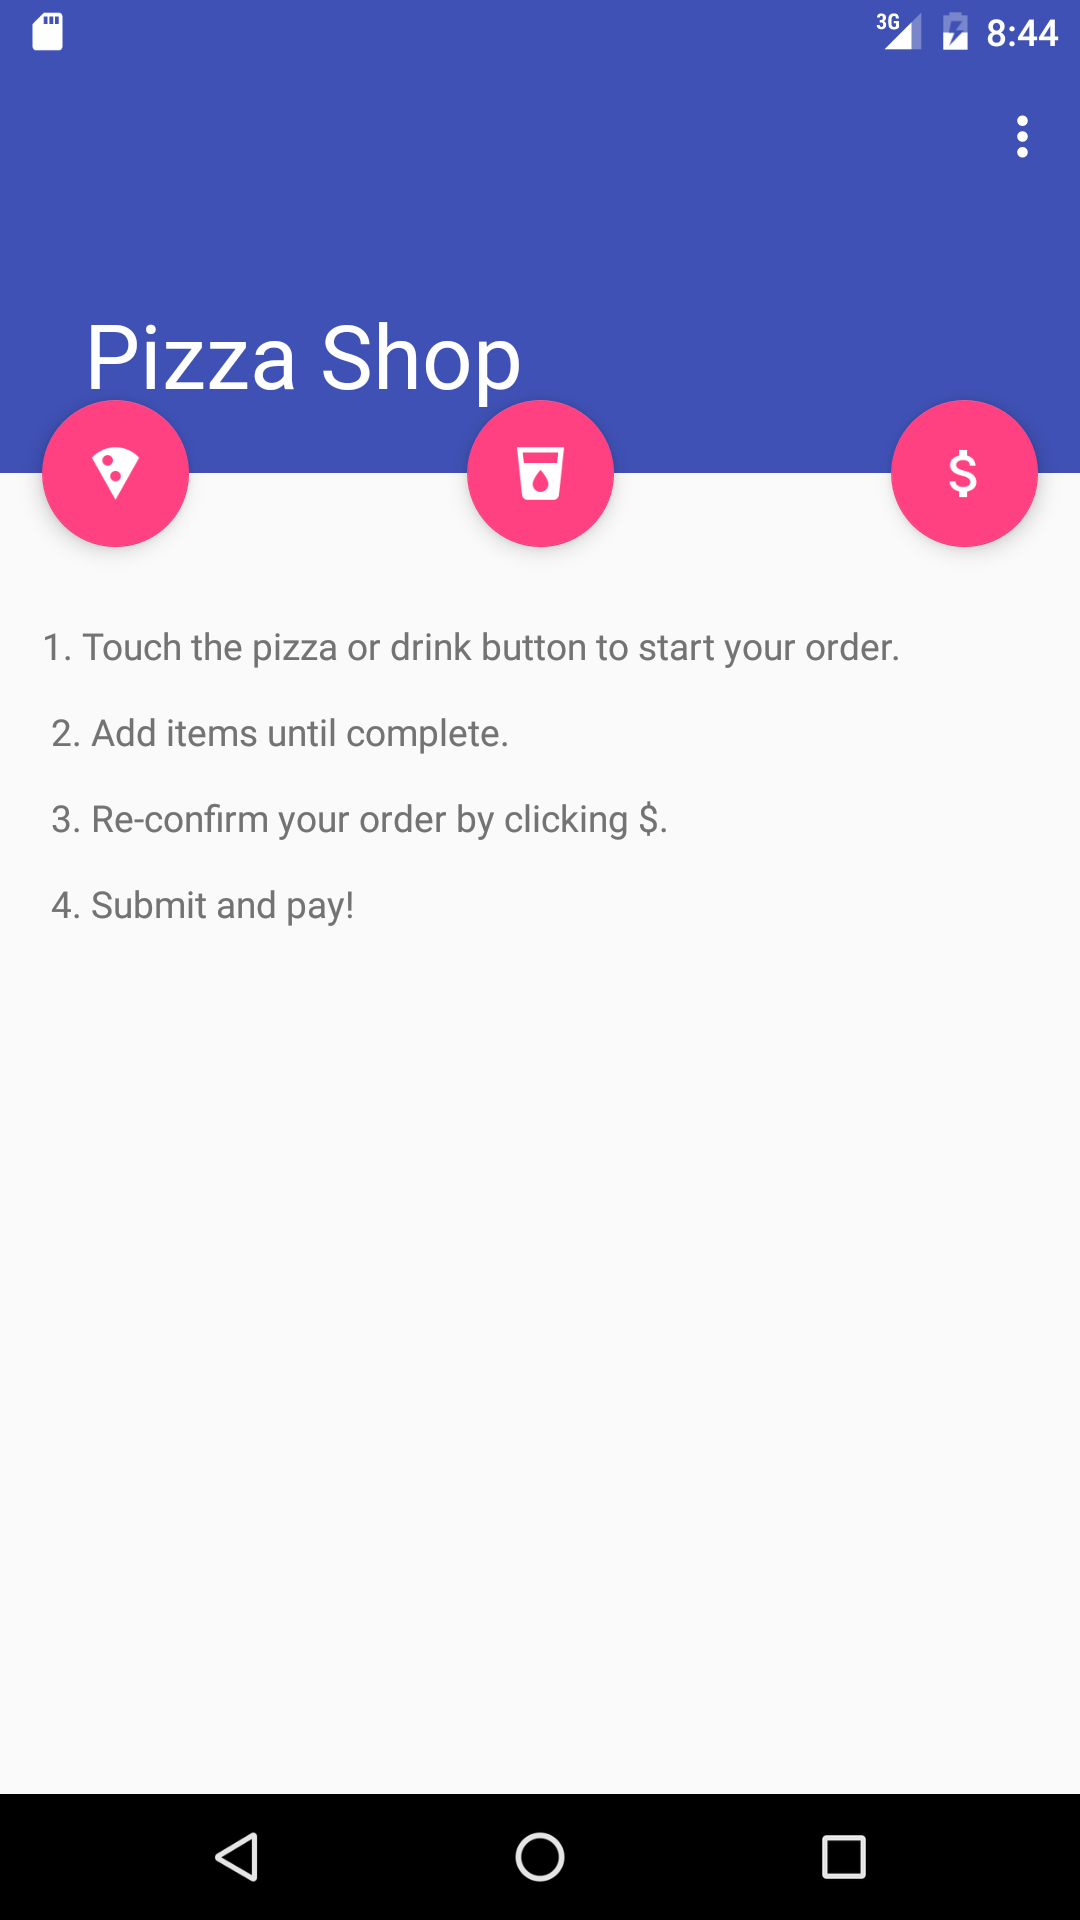 3G 8:44
Pizza Shop
$
1. Touch the pizza or drink button to start your order.
2. Add items until complete.
3. Re-confirm your order by clicking $.
4. Submit and pay!